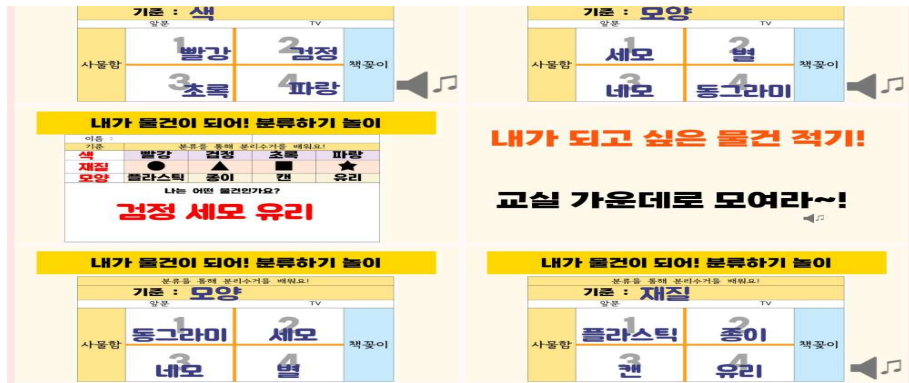 기준 : 색
앞문 TV
사물함
1 빨강
2 검정
3 초록
4 파랑
책꽂이
기준 : 모양
앞문 TV
사물함
1 세모
2 별
3 네모
4 동그라미
책꽂이
내가 물건이 되어! 분류하기 놀이
이름 :
기준 분류를 통해 분리수거를 배워요!
색 빨강 검정 초록 파랑
재질 ● ▲ ■ ★
모양 플라스틱 종이 캔 유리
나는 어떤 물건인가요?
검정 세모 유리
내가 되고 싶은 물건 적기!
교실 가운데로 모여라~!
내가 물건이 되어! 분류하기 놀이
분류를 통해 분리수거를 배워요!
기준 : 모양
앞문 TV
사물함
1 동그라미
2 세모
3 네모
4 별
책꽂이
내가 물건이 되어! 분류하기 놀이
분류를 통해 분리수거를 배워요!
기준 : 재질
앞문 TV
사물함
1 플라스틱
2 종이
3 캔
4 유리
책꽂이